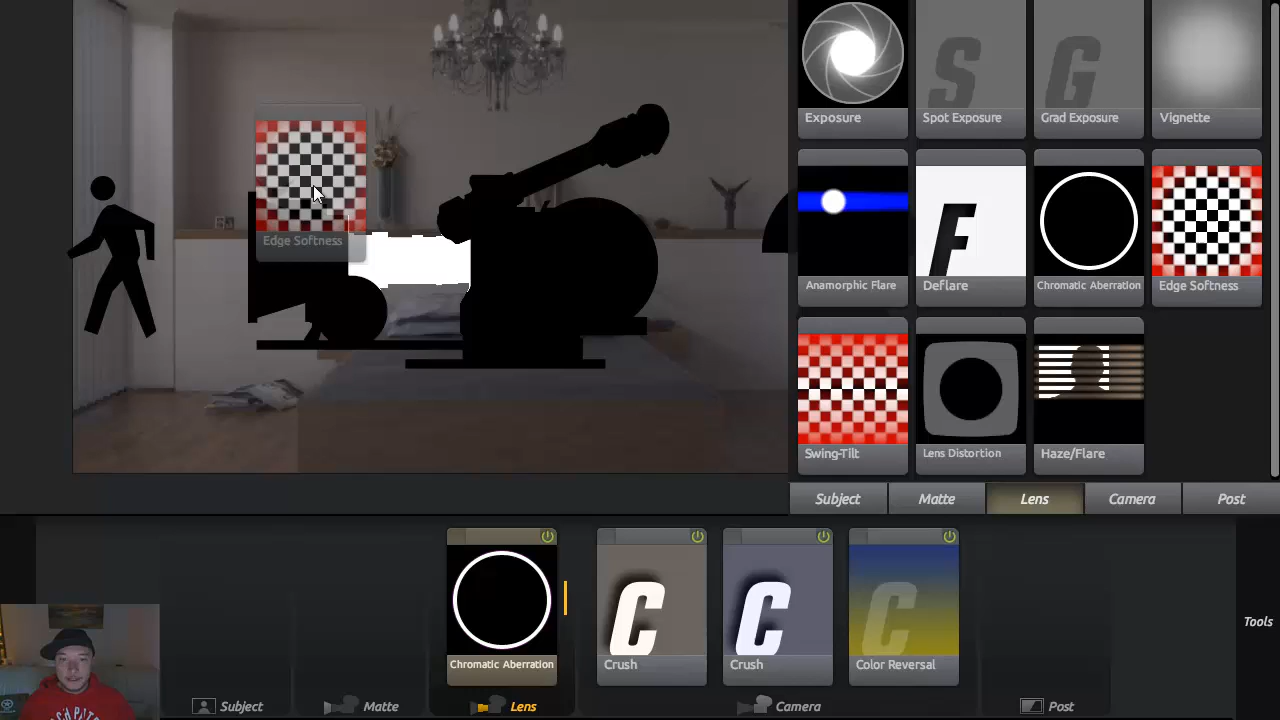 Exposure
S
Spot Exposure
G
Grad Exposure
Vignette
Edge Softness
Anamorphic Flare
F
Deflare
Chromatic Aberration
Edge Softness
Swing-Tilt
Lens Distortion
Haze/Flare
Subject
Matte
Lens
Camera
Post
Chromatic Aberration
C
Crush
C
Crush
C
Color Reversal
Tools
Subject
Matte
Lens
Camera
Post